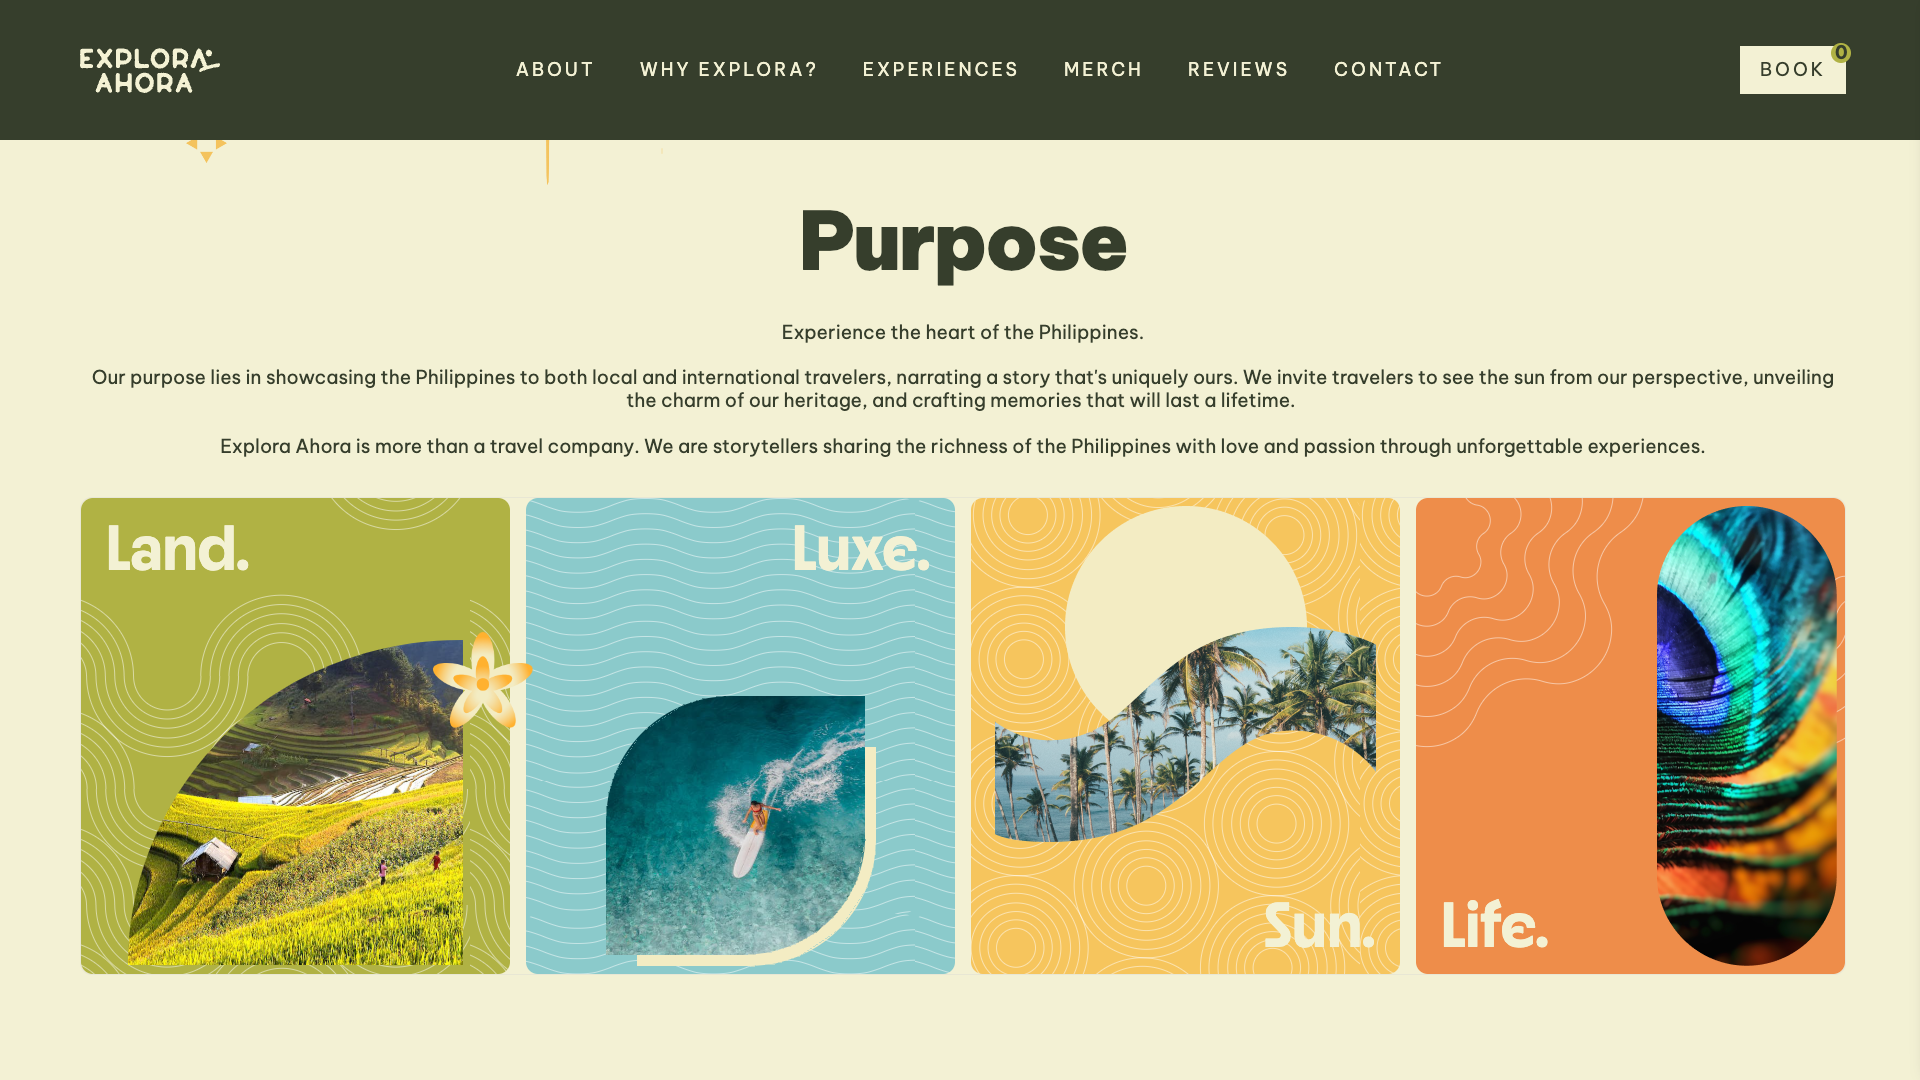 EXPLORA
AHORA
ABOUT
WHY EXPLORA?
EXPERIENCES
MERCH
REVIEWS
CONTACT
BOOK
0
Purpose
Experience the heart of the Philippines.
Our purpose lies in showcasing the Philippines to both local and international travelers, narrating a story that's uniquely ours. We invite travelers to see the sun from our perspective, unveiling
the charm of our heritage, and crafting memories that will last a lifetime.
Explora Ahora is more than a travel company. We are storytellers sharing the richness of the Philippines with love and passion through unforgettable experiences.
Land.
Luxe.
Sun.
Life.